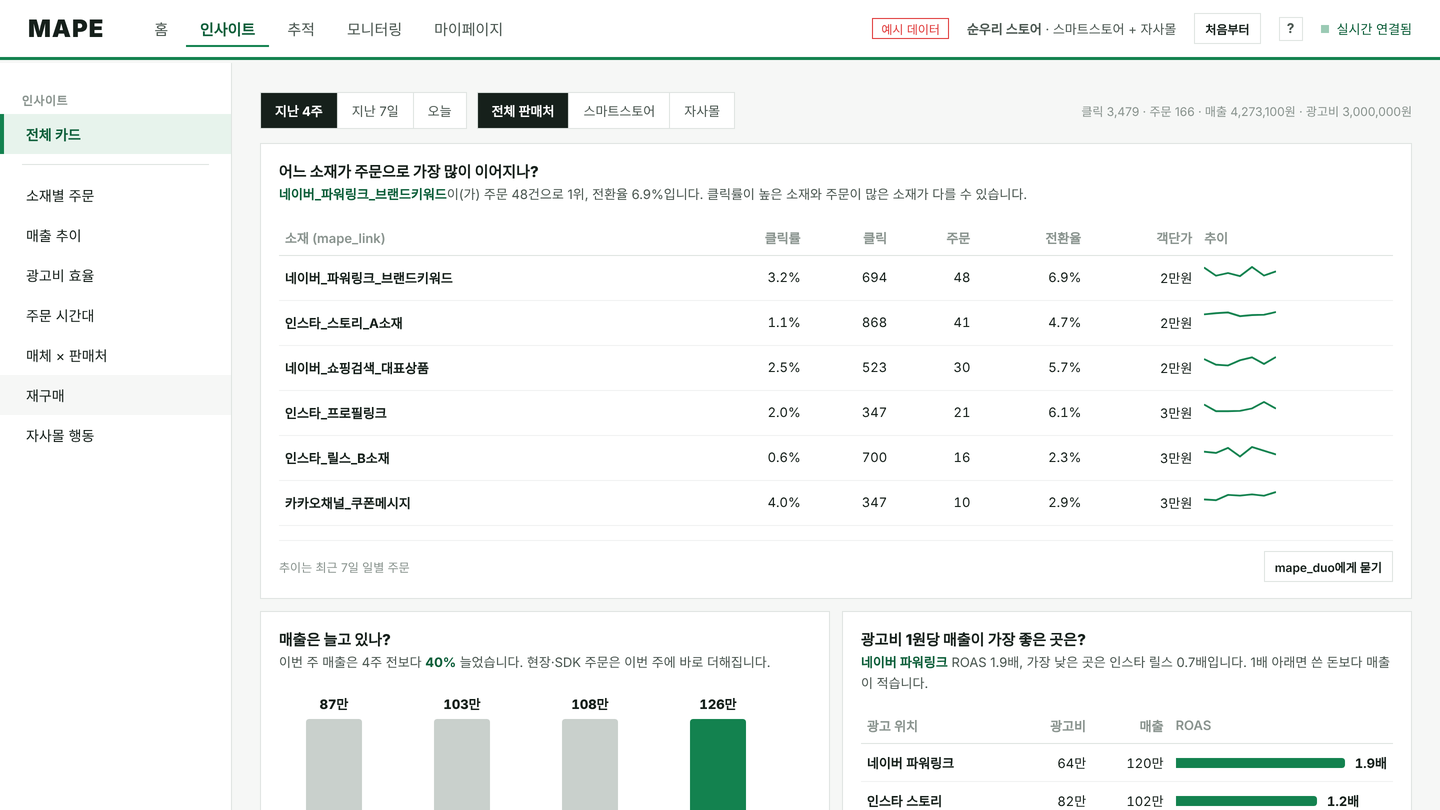 MAPE 홈 인사이트 추적 모니터링 마이페이지 예시 데이터 순우리 스토어 · 스마트스토어 + 자사몰 처음부터 ? 실시간 연결됨
인사이트
전체 카드
소재별 주문
매출 추이
광고비 효율
주문 시간대
매체 × 판매처
재구매
자사몰 행동
지난 4주 지난 7일 오늘 전체 판매처 스마트스토어 자사몰 클릭 3,479 · 주문 166 · 매출 4,273,100원 · 광고비 3,000,000원
어느 소재가 주문으로 가장 많이 이어지나?
네이버_파워링크_브랜드키워드이(가) 주문 48건으로 1위, 전환율 6.9%입니다. 클릭률이 높은 소재와 주문이 많은 소재가 다를 수 있습니다.
소재 (mape_link) 클릭률 클릭 주문 전환율 객단가 추이
네이버_파워링크_브랜드키워드 3.2% 694 48 6.9% 2만원
인스타_스토리_A소재 1.1% 868 41 4.7% 2만원
네이버_쇼핑검색_대표상품 2.5% 523 30 5.7% 2만원
인스타_프로필링크 2.0% 347 21 6.1% 3만원
인스타_릴스_B소재 0.6% 700 16 2.3% 3만원
카카오채널_쿠폰메시지 4.0% 347 10 2.9% 3만원
추이는 최근 7일 일별 주문 mape_duo에게 묻기
매출은 늘고 있나?
이번 주 매출은 4주 전보다 40% 늘었습니다. 현장·SDK 주문은 이번 주에 바로 더해집니다.
87만 103만 108만 126만
광고비 1원당 매출이 가장 좋은 곳은?
네이버 파워링크 ROAS 1.9배, 가장 낮은 곳은 인스타 릴스 0.7배입니다. 1배 아래면 쓴 돈보다 매출
이 적습니다.
광고 위치 광고비 매출 ROAS
네이버 파워링크 64만 120만 1.9배
인스타 스토리 82만 102만 1.2배